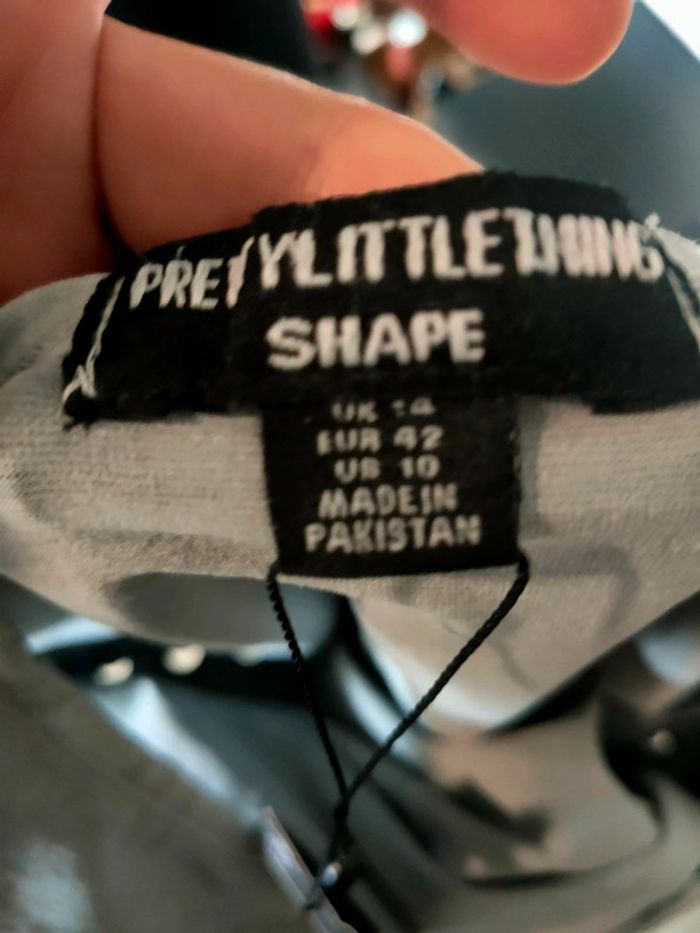 PRETTYLITTLETHING
SHAPE
UK 14
EUR 42
US 10
MADE IN
PAKISTAN